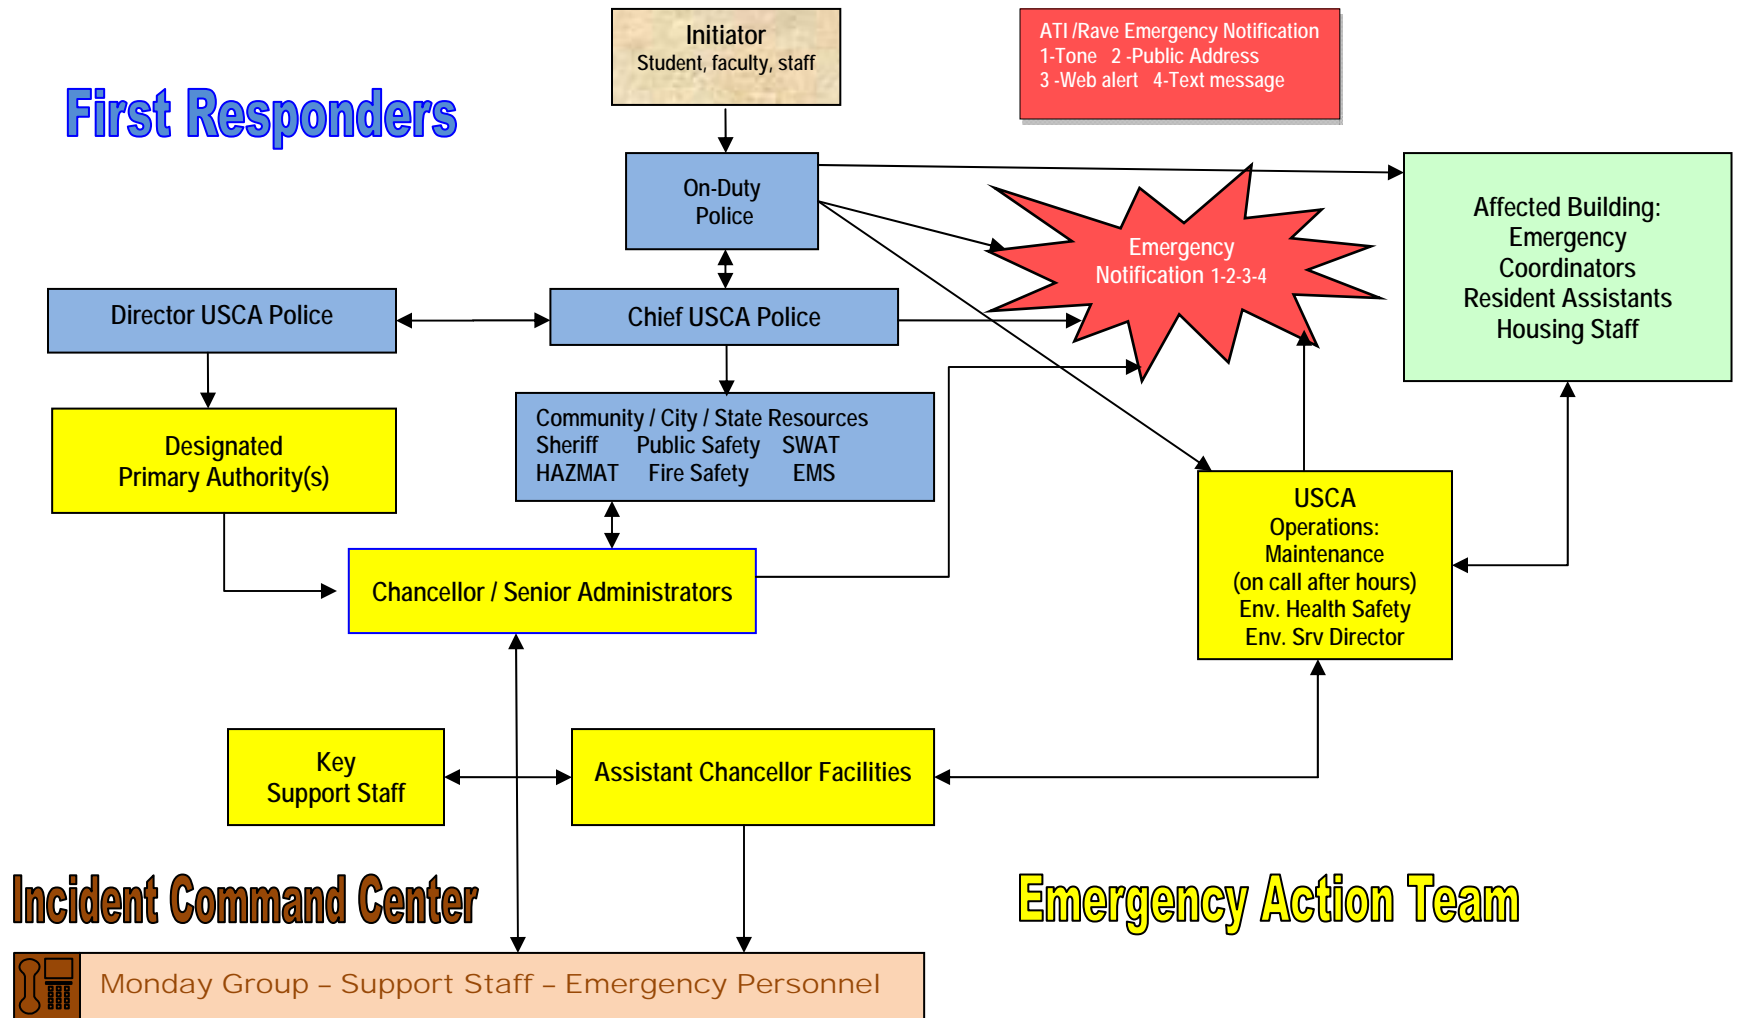 Initiator
Student, faculty, staff
ATI /Rave Emergency Notification
1-Tone 2 -Public Address
3 -Web alert 4-Text message
First Responders
On-Duty
Police
Emergency
Notification 1-2-3-4
Affected Building:
Emergency
Coordinators
Resident Assistants
Housing Staff
Director USCA Police
Chief USCA Police
Designated
Primary Authority(s)
Community / City / State Resources
Sheriff Public Safety SWAT
HAZMAT Fire Safety EMS
USCA
Operations:
Maintenance
(on call after hours)
Env. Health Safety
Env. Srv Director
Chancellor / Senior Administrators
Key
Support Staff
Assistant Chancellor Facilities
Incident Command Center
Emergency Action Team
Monday Group – Support Staff – Emergency Personnel